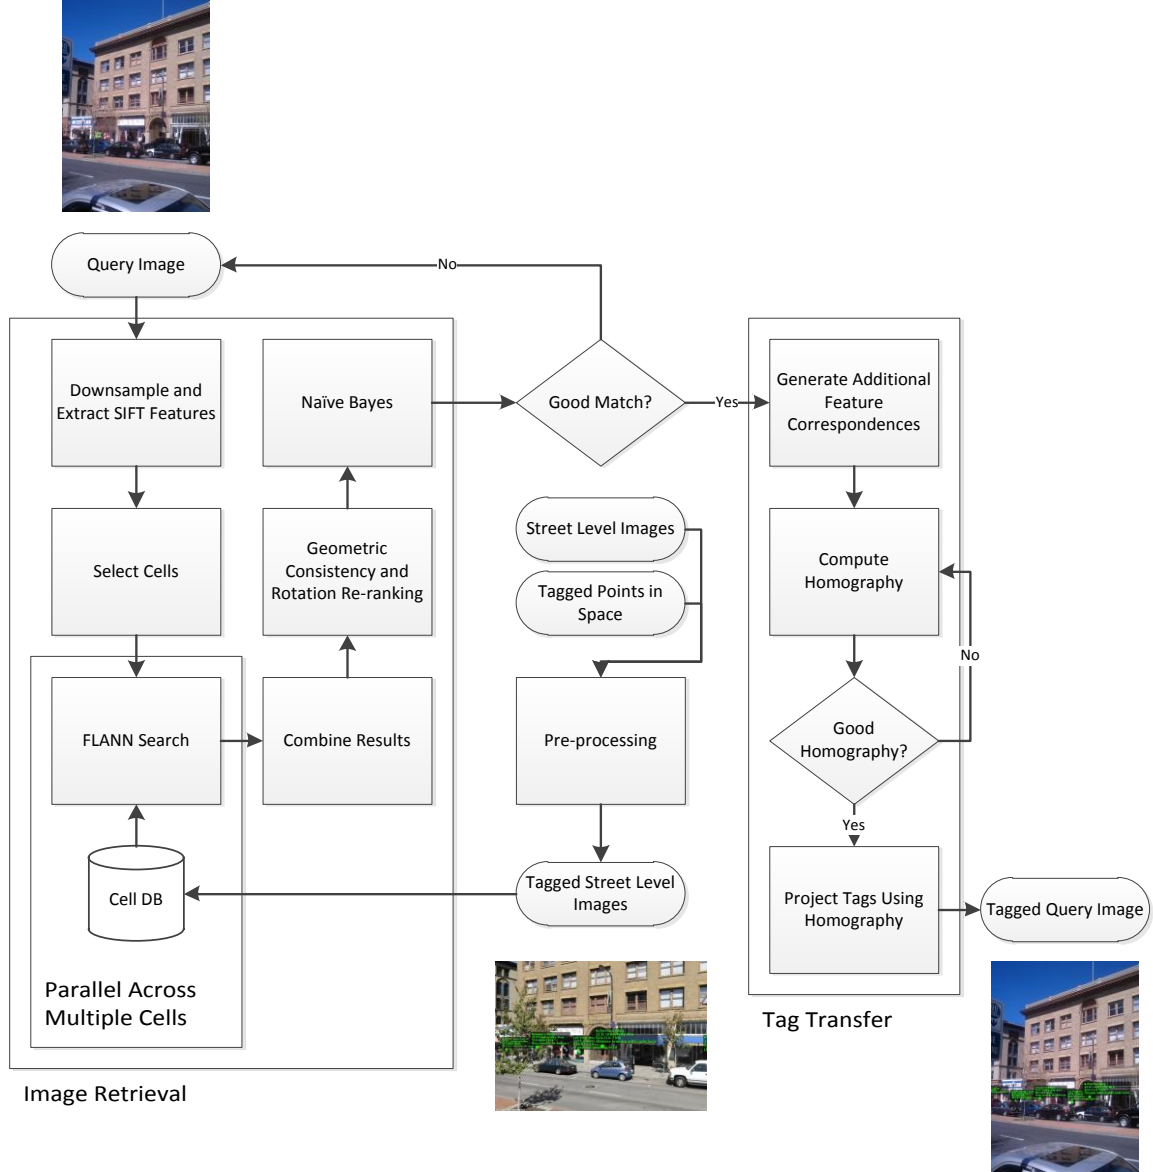 Query Image
No
Downsample and
Extract SIFT Features
Naïve Bayes
Good Match?
Yes
Generate Additional
Feature
Correspondences
Select Cells
Geometric
Consistency and
Rotation Re-ranking
Street Level Images
Tagged Points in
Space
Compute
Homography
No
FLANN Search
Combine Results
Pre-processing
Good
Homography?
Yes
Cell DB
Tagged Street Level
Images
Project Tags Using
Homography
Tagged Query Image
Parallel Across
Multiple Cells
Tag Transfer
Image Retrieval